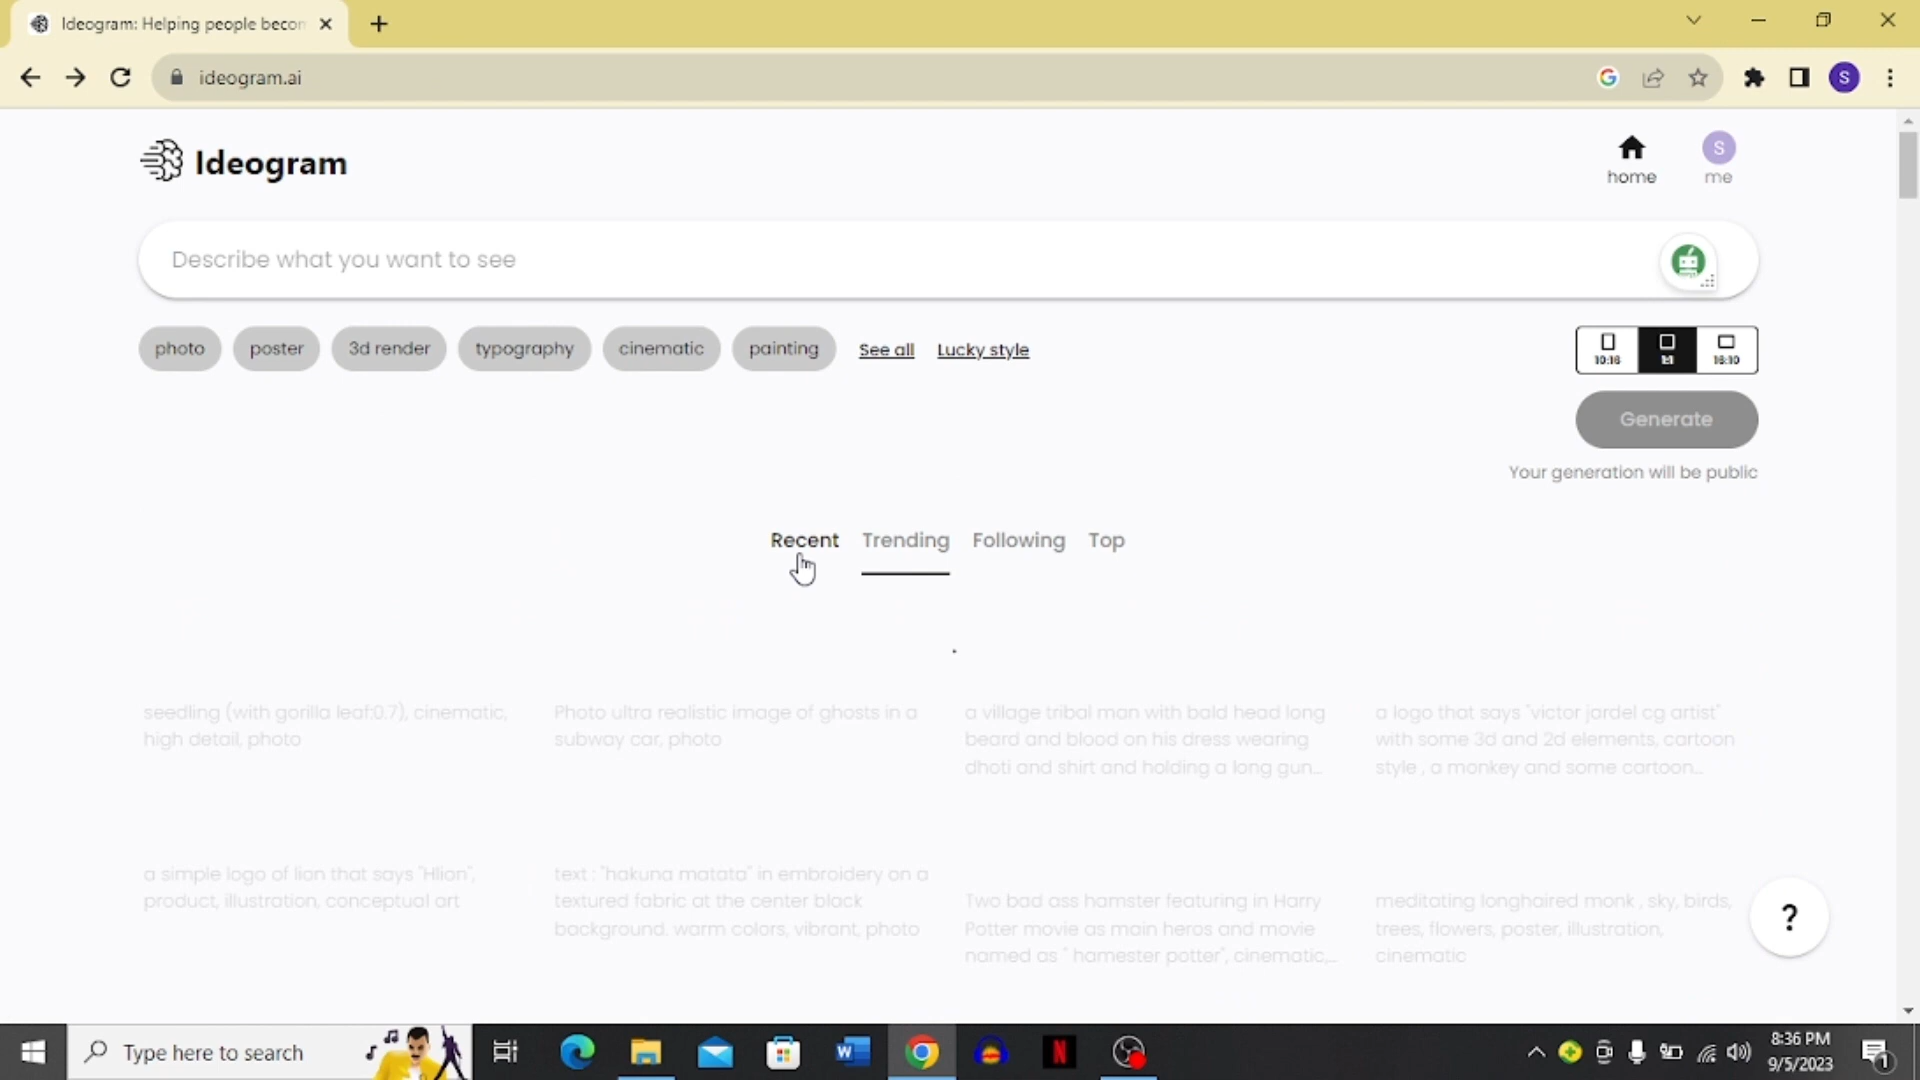 Ideogram: Helping people becon
ideogram.ai
S
Ideogram
S
home
me
Describe what you want to see
photo
poster
3d render
typography
cinematic
painting
See all
Lucky style
10:16
1:1
16:10
Generate
Your generation will be public
Recent
Trending
Following
Top
seedling (with gorilla leaf:0.7), cinematic,
high detail, photo
Photo ultra realistic image of ghosts in a
subway car, photo
a village tribal man with bald head long
beard and blood on his dress wearing
dhoti and shirt and holding a long gun...
a logo that says "victor jardel cg artist"
with some 3d and 2d elements, cartoon
style , a monkey and some cartoon...
a simple logo of lion that says "Hlion",
product, illustration, conceptual art
text : "hakuna matata" in embroidery on a
textured fabric at the center black
background. warm colors, vibrant, photo
Two bad ass hamster featuring in Harry
Potter movie as main heros and movie
named as " hamester potter", cinematic,...
meditating longhaired monk , sky, birds,
trees, flowers, poster, illustration,
cinematic
?
Type here to search
W
N
8:36 PM
9/5/2023
1